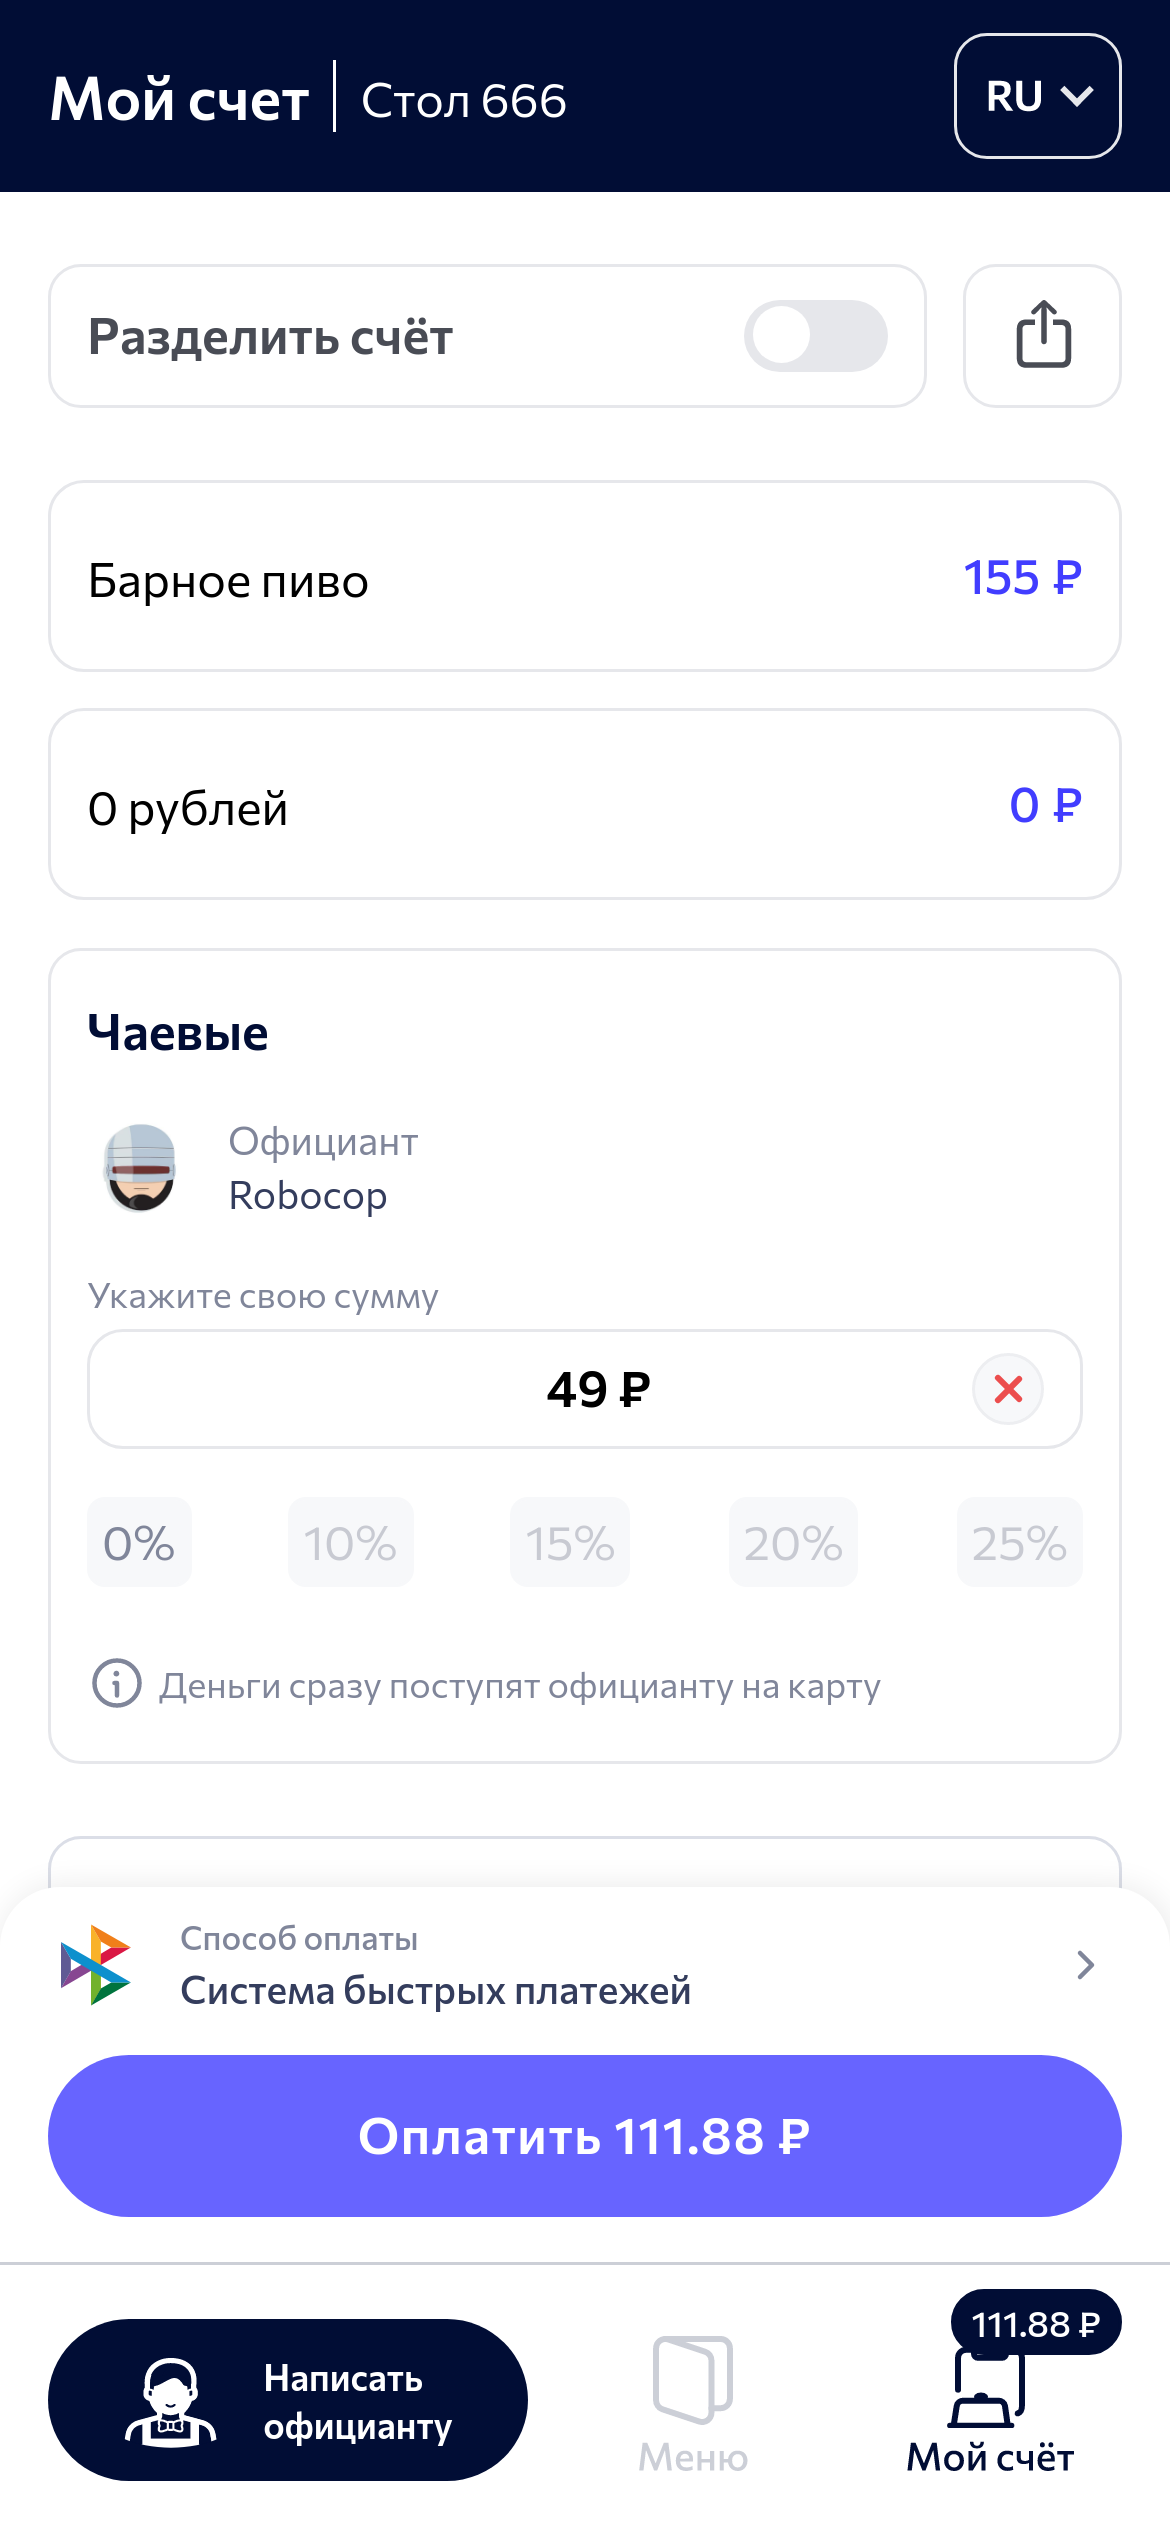 Мой счет
Стол 666
RU
Разделить счёт
Барное пиво
155 ₽
0 рублей
0 ₽
Чаевые
Официант
Robocop
Укажите свою сумму
49 ₽
0%
10%
15%
20%
25%
Деньги сразу поступят официанту на карту
Способ оплаты
Система быстрых платежей
Оплатить 111.88 ₽
Написать
официанту
Меню
111.88 ₽
Мой счёт